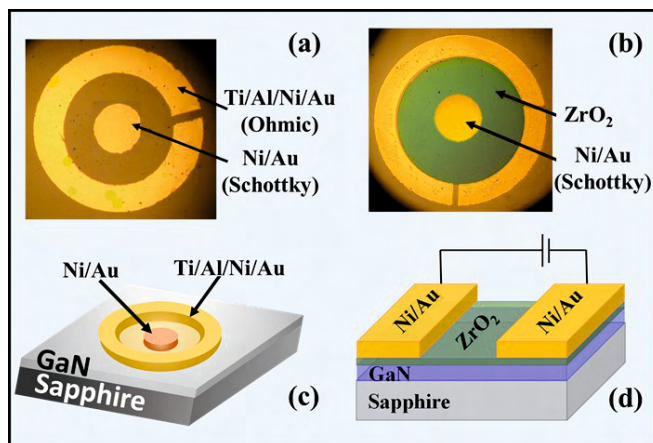 (a)
Ti/Al/Ni/Au
(Ohmic)
Ni/Au
(Schottky)
(b)
ZrO₂
Ni/Au
(Schottky)
Ni/Au
Ti/Al/Ni/Au
GaN
Sapphire
(c)
Ni/Au
ZrO₂
Ni/Au
GaN
Sapphire
(d)